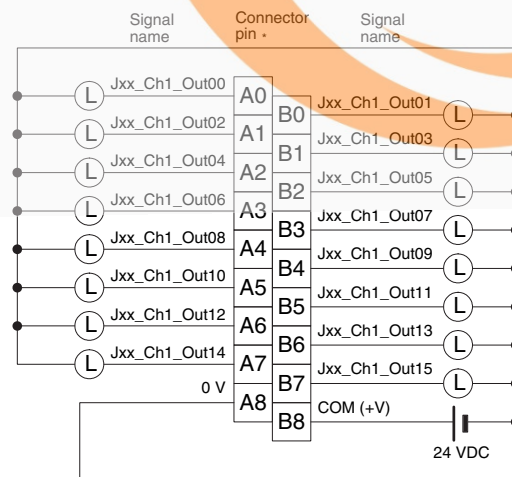 Signal name
Connector pin *
Signal name
L Jxx_Ch1_Out00 A0
B0 Jxx_Ch1_Out01 L
L Jxx_Ch1_Out02 A1
B1 Jxx_Ch1_Out03 L
L Jxx_Ch1_Out04 A2
B2 Jxx_Ch1_Out05 L
L Jxx_Ch1_Out06 A3
B3 Jxx_Ch1_Out07 L
L Jxx_Ch1_Out08 A4
B4 Jxx_Ch1_Out09 L
L Jxx_Ch1_Out10 A5
B5 Jxx_Ch1_Out11 L
L Jxx_Ch1_Out12 A6
B6 Jxx_Ch1_Out13 L
L Jxx_Ch1_Out14 A7
B7 Jxx_Ch1_Out15 L
0 V A8
B8 COM (+V)
24 VDC